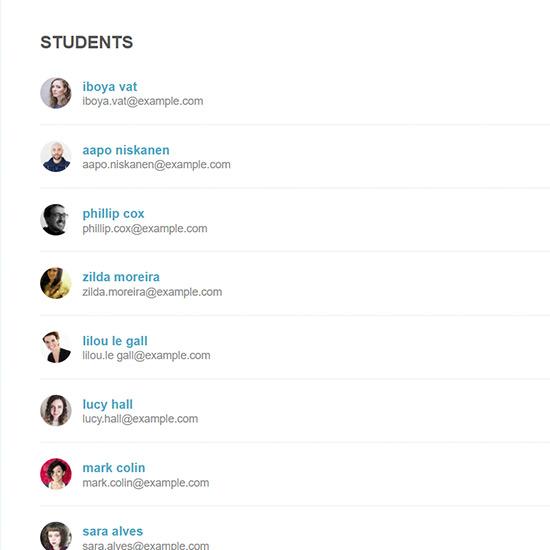 STUDENTS
iboya vat
iboya.vat@example.com
aapo niskanen
aapo.niskanen@example.com
phillip cox
phillip.cox@example.com
zilda moreira
zilda.moreira@example.com
lilou le gall
lilou.le gall@example.com
lucy hall
lucy.hall@example.com
mark colin
mark.colin@example.com
sara alves
sara.alves@example.com